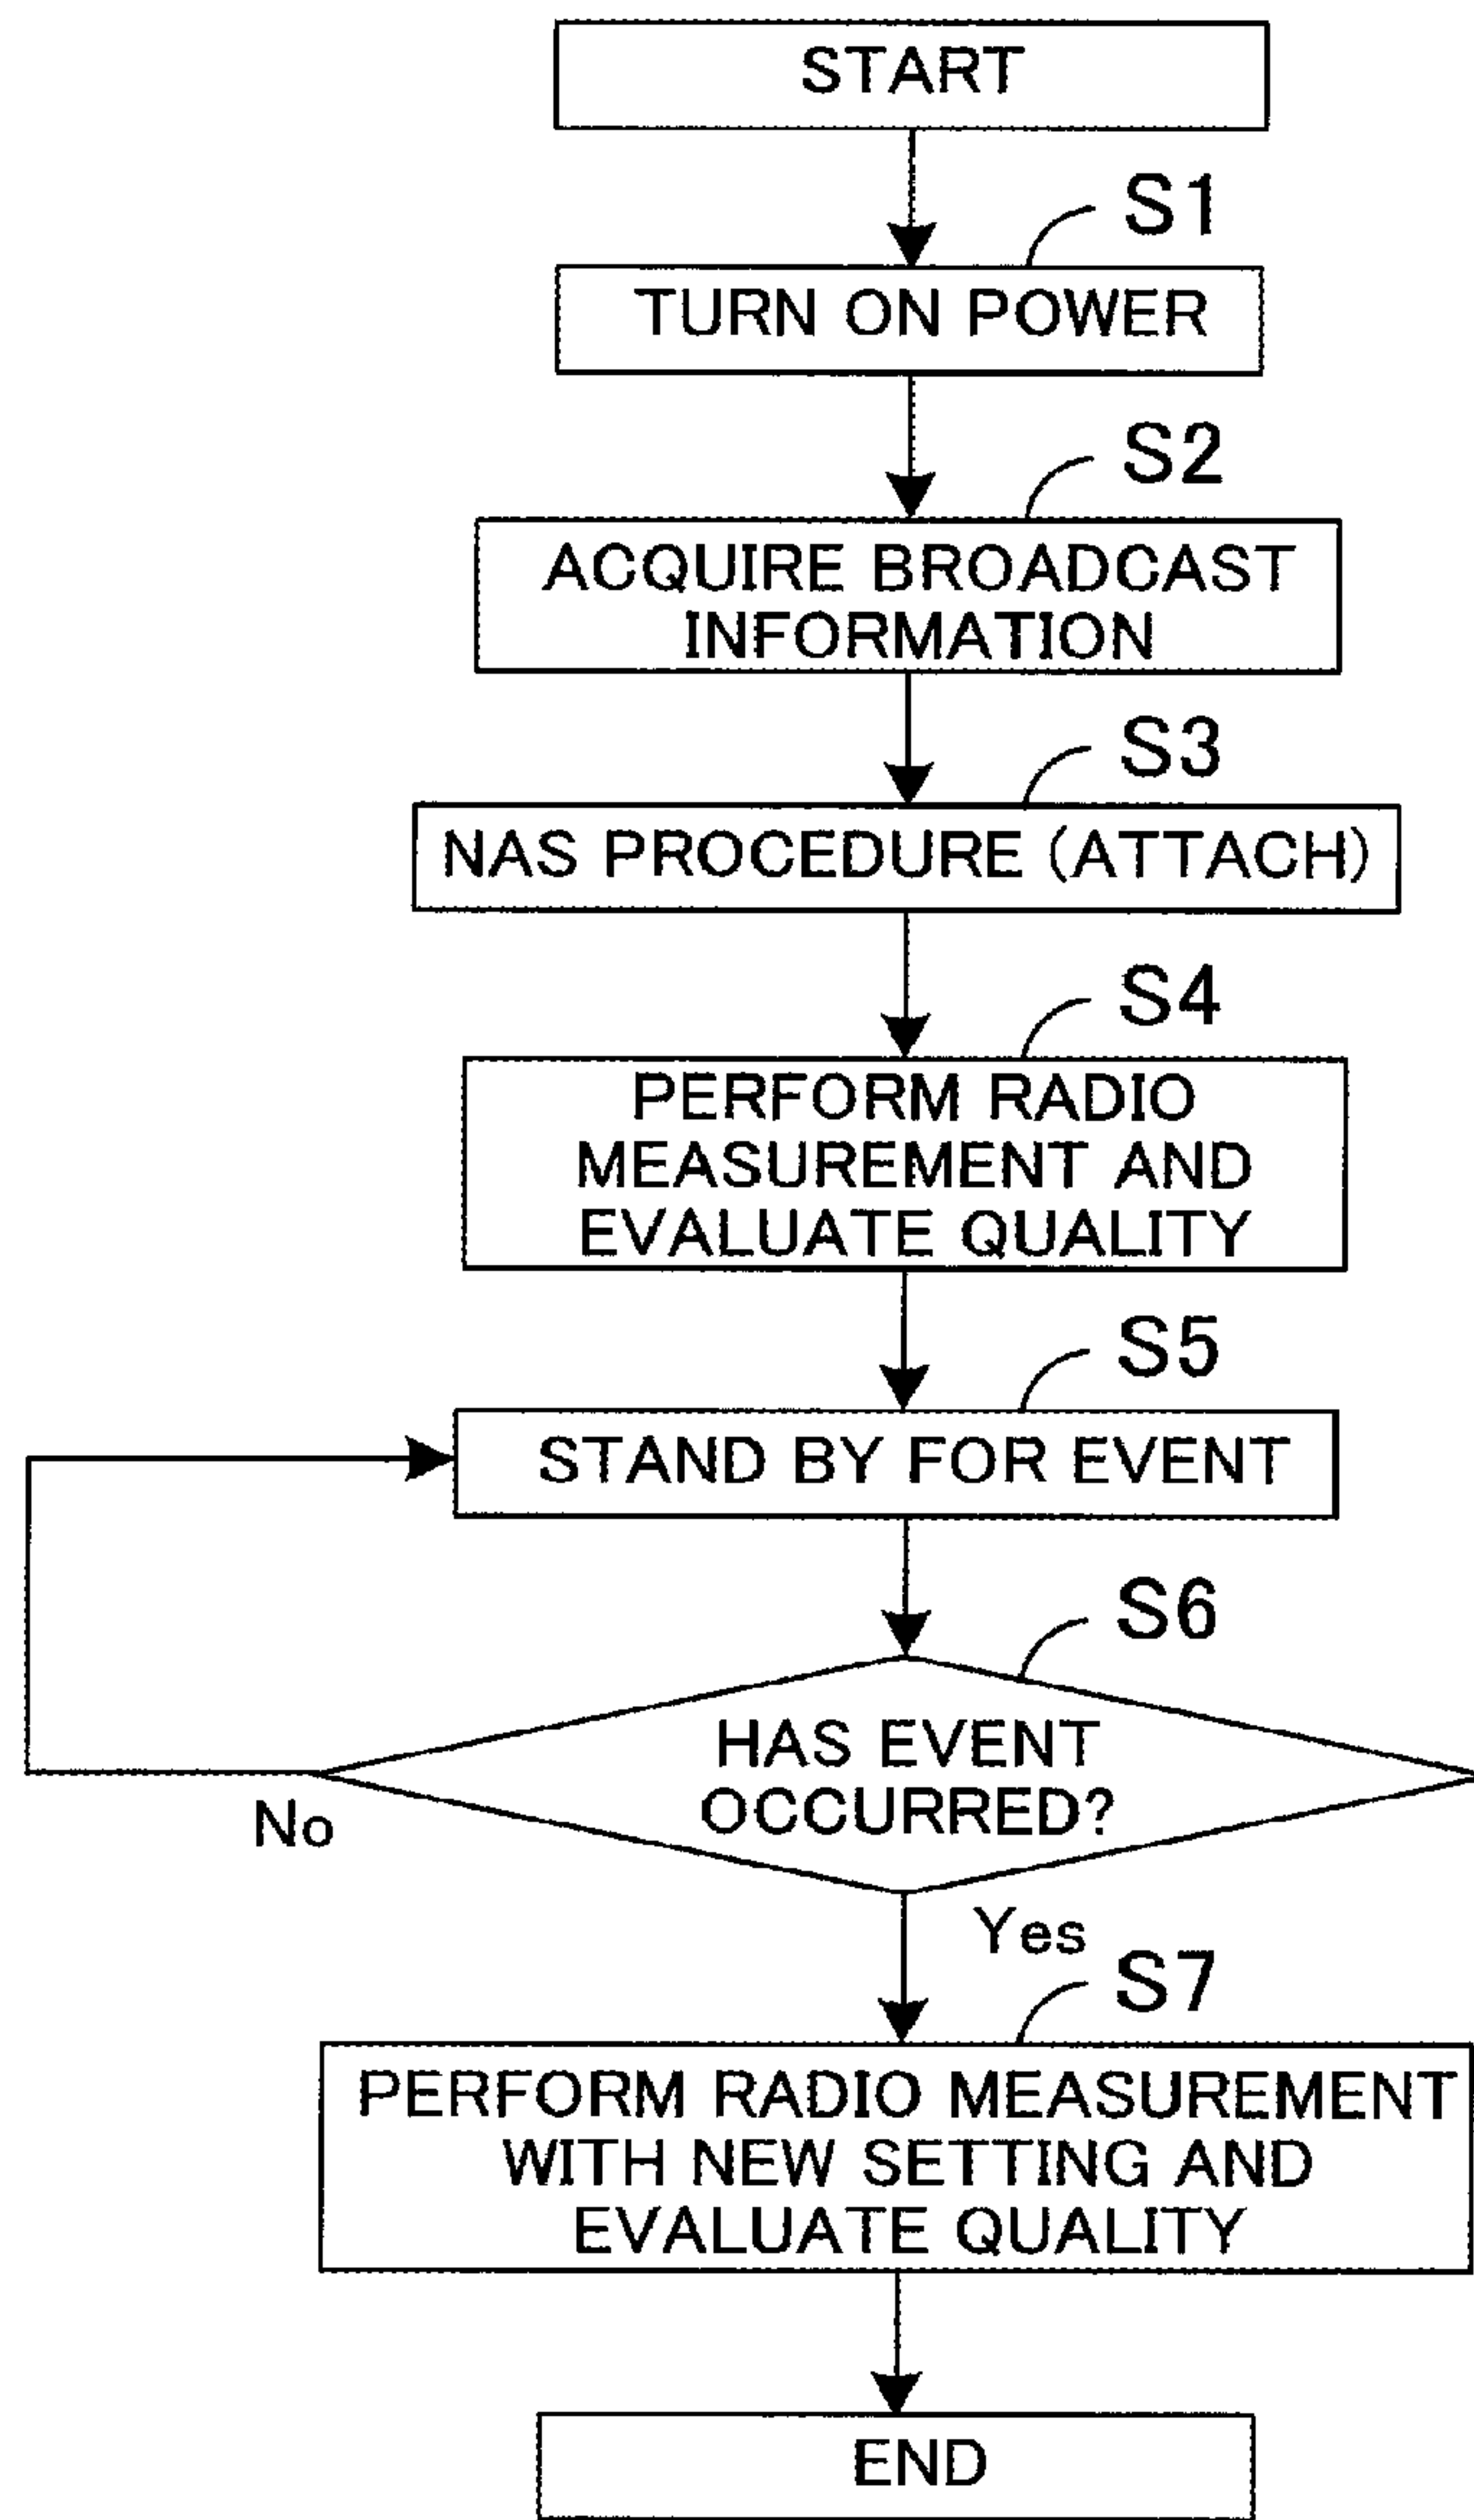 START
S1
TURN ON POWER
S2
ACQUIRE BROADCAST
INFORMATION
S3
NAS PROCEDURE (ATTACH)
S4
PERFORM RADIO
MEASUREMENT AND
EVALUATE QUALITY
S5
STAND BY FOR EVENT
S6
HAS EVENT
OCCURRED?
No
Yes
S7
PERFORM RADIO MEASUREMENT
WITH NEW SETTING AND
EVALUATE QUALITY
END